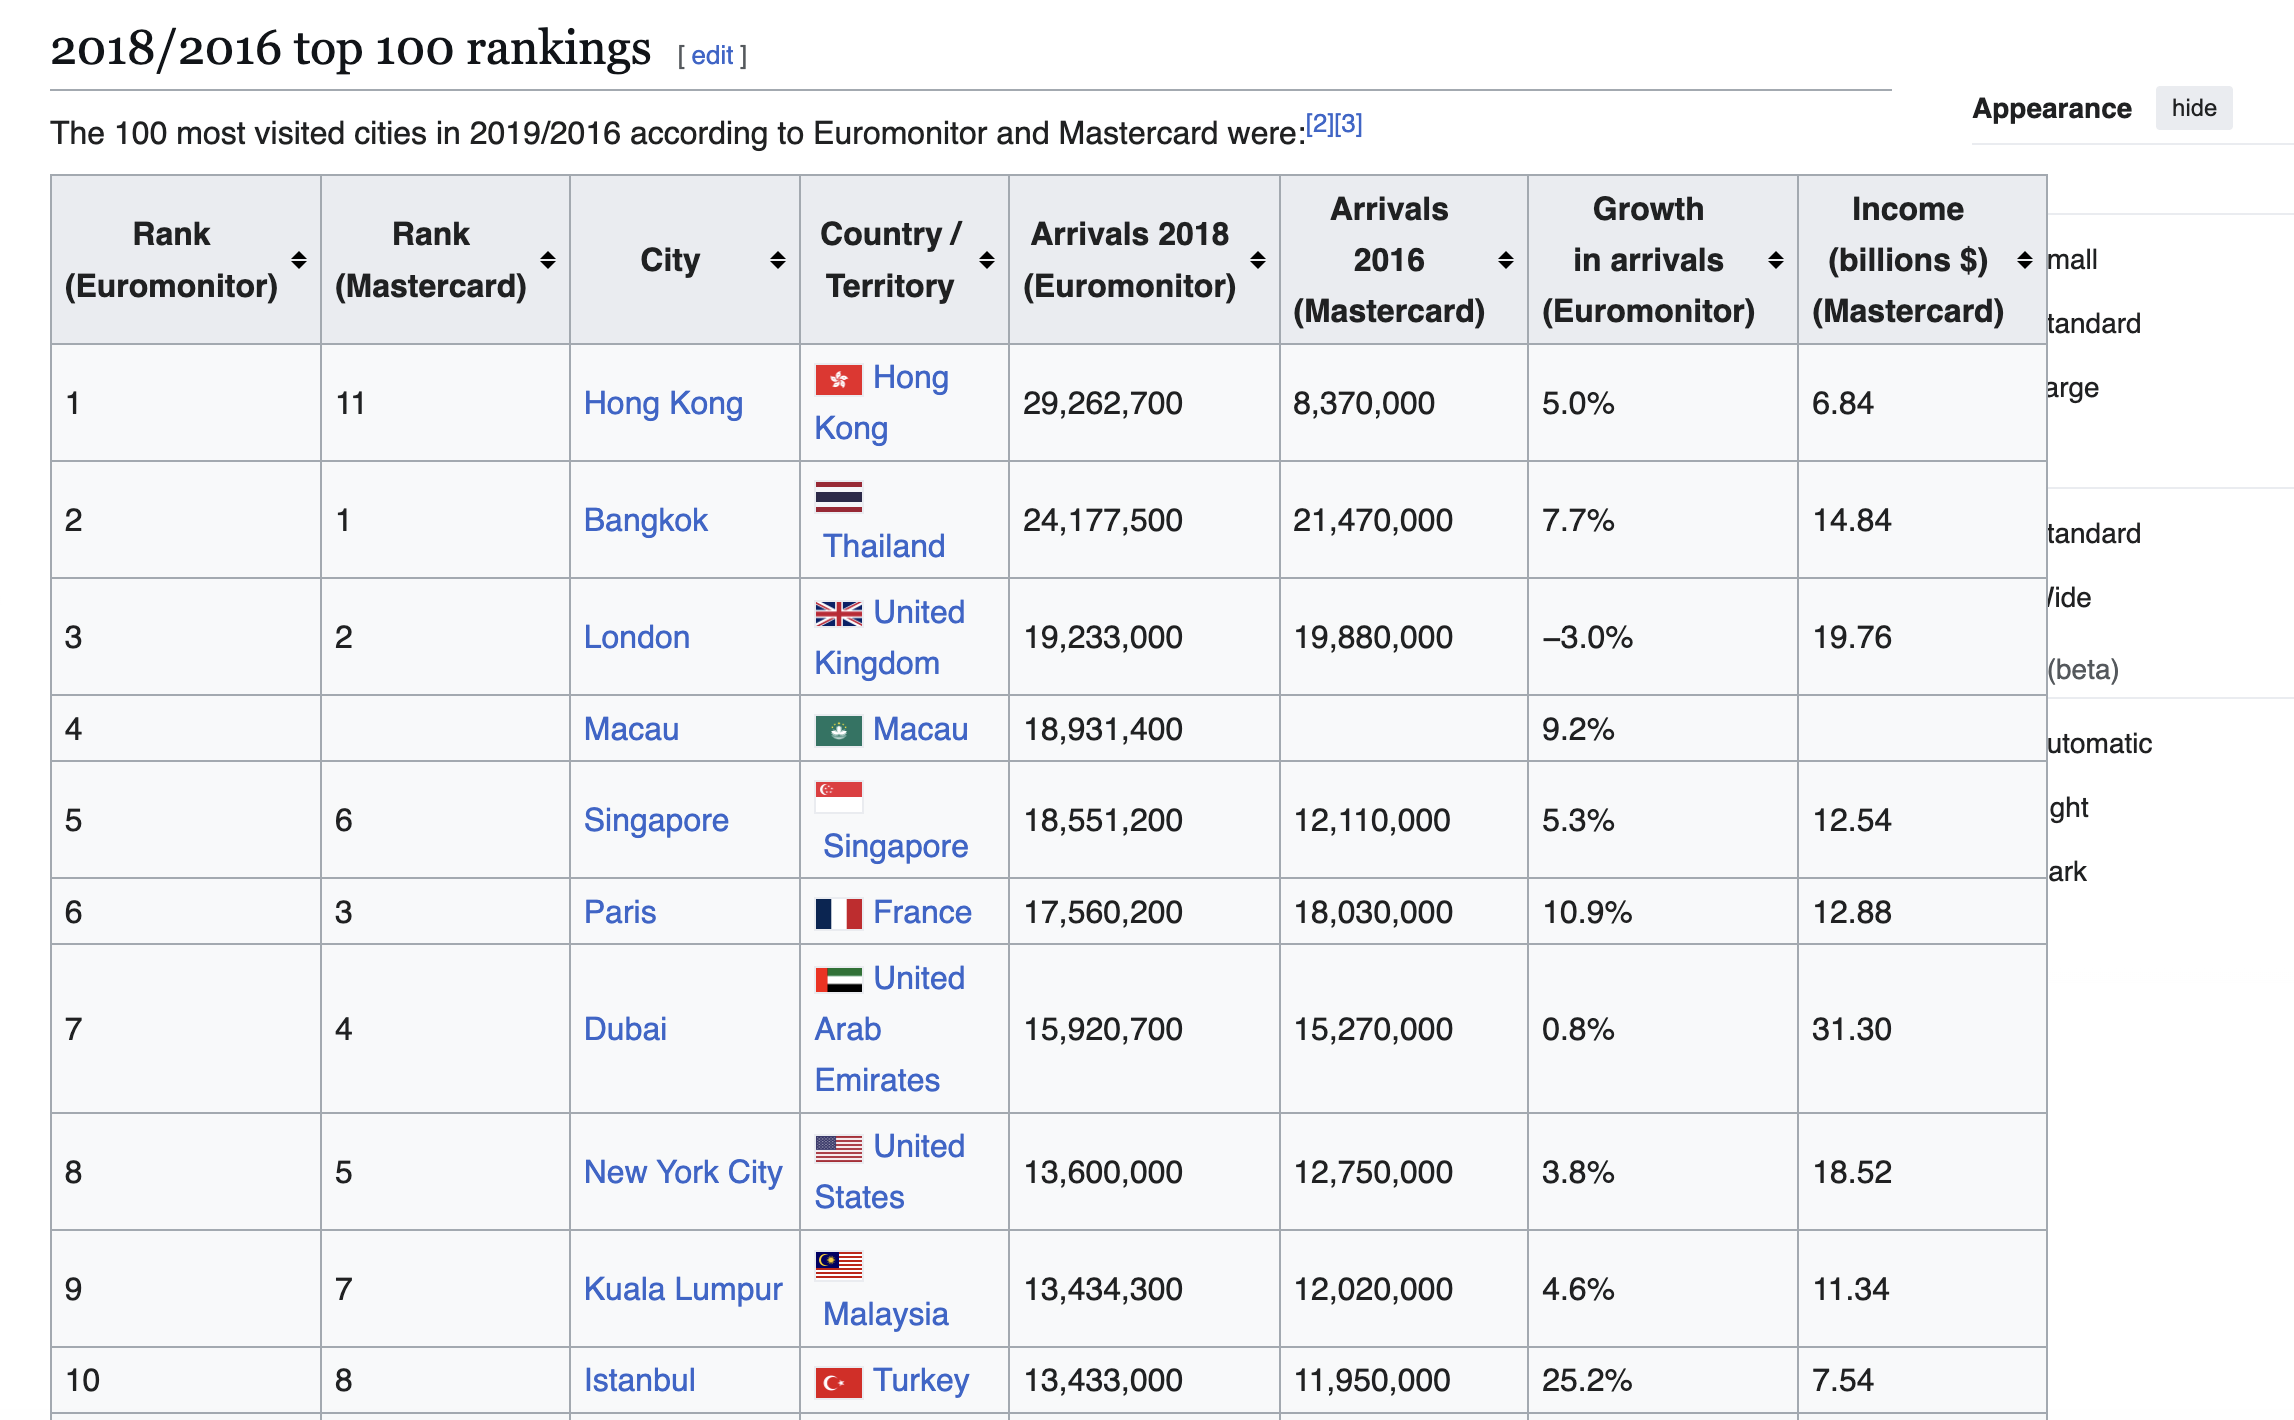 2018/2016 top 100 rankings [ edit ]
Appearance hide
The 100 most visited cities in 2019/2016 according to Euromonitor and Mastercard were:[2][3]
Rank (Euromonitor) Rank (Mastercard) City Country / Territory Arrivals 2018 (Euromonitor) Arrivals 2016 (Mastercard) Growth in arrivals (Euromonitor) Income (billions $) (Mastercard)
1 11 Hong Kong Hong Kong 29,262,700 8,370,000 5.0% 6.84
2 1 Bangkok Thailand 24,177,500 21,470,000 7.7% 14.84
3 2 London United Kingdom 19,233,000 19,880,000 –3.0% 19.76
4 Macau Macau 18,931,400 9.2%
5 6 Singapore Singapore 18,551,200 12,110,000 5.3% 12.54
6 3 Paris France 17,560,200 18,030,000 10.9% 12.88
7 4 Dubai United Arab Emirates 15,920,700 15,270,000 0.8% 31.30
8 5 New York City United States 13,600,000 12,750,000 3.8% 18.52
9 7 Kuala Lumpur Malaysia 13,434,300 12,020,000 4.6% 11.34
10 8 Istanbul Turkey 13,433,000 11,950,000 25.2% 7.54
mall
tandard
arge
tandard
ide
(beta)
utomatic
ght
ark